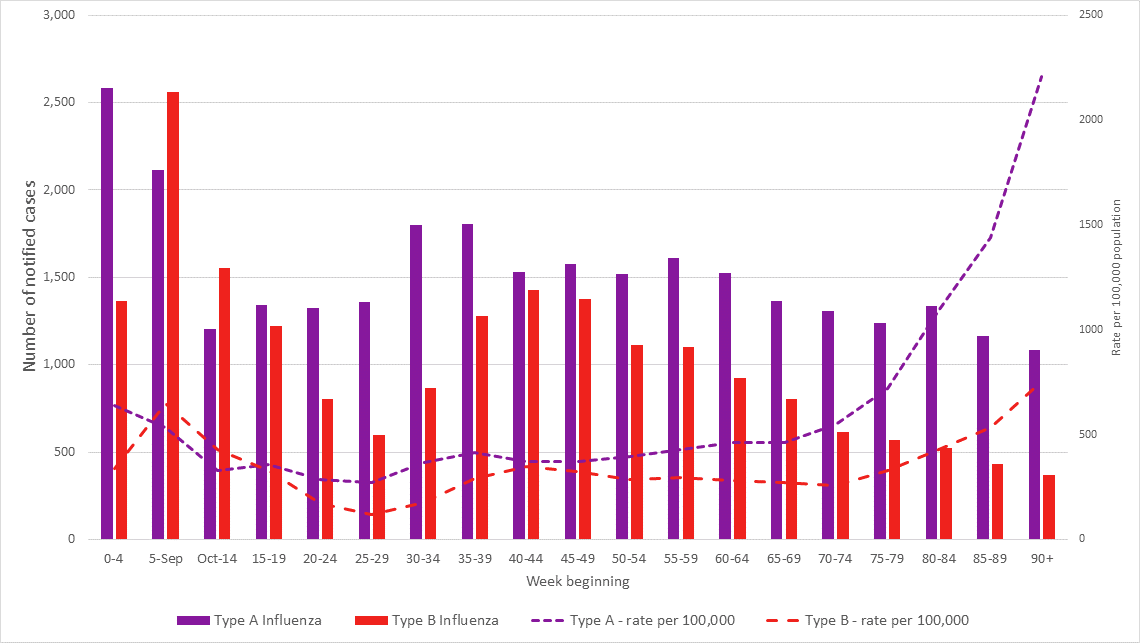 3,000
2,500
2,000
1,500
1,000
500
0
Number of notified cases
2500
2000
1500
1000
500
0
Rate per 100,000 population
0-4 5-Sep Oct-14 15-19 20-24 25-29 30-34 35-39 40-44 45-49 50-54 55-59 60-64 65-69 70-74 75-79 80-84 85-89 90+
Week beginning
Type A Influenza Type B Influenza Type A - rate per 100,000 Type B - rate per 100,000